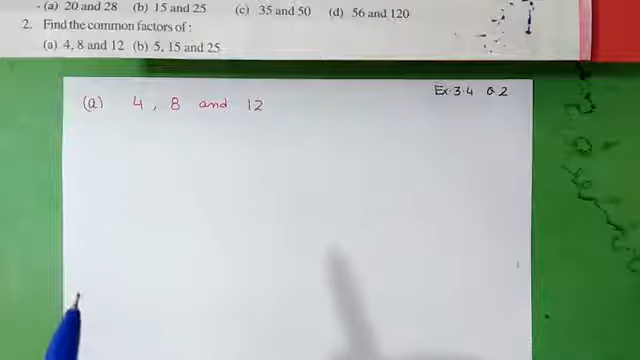 (a) 20 and 28 (b) 15 and 25 (c) 35 and 50 (d) 56 and 120
2. Find the common factors of :
(a) 4, 8 and 12 (b) 5, 15 and 25
Ex. 3.4 Q 2
(a) 4 , 8 and 12